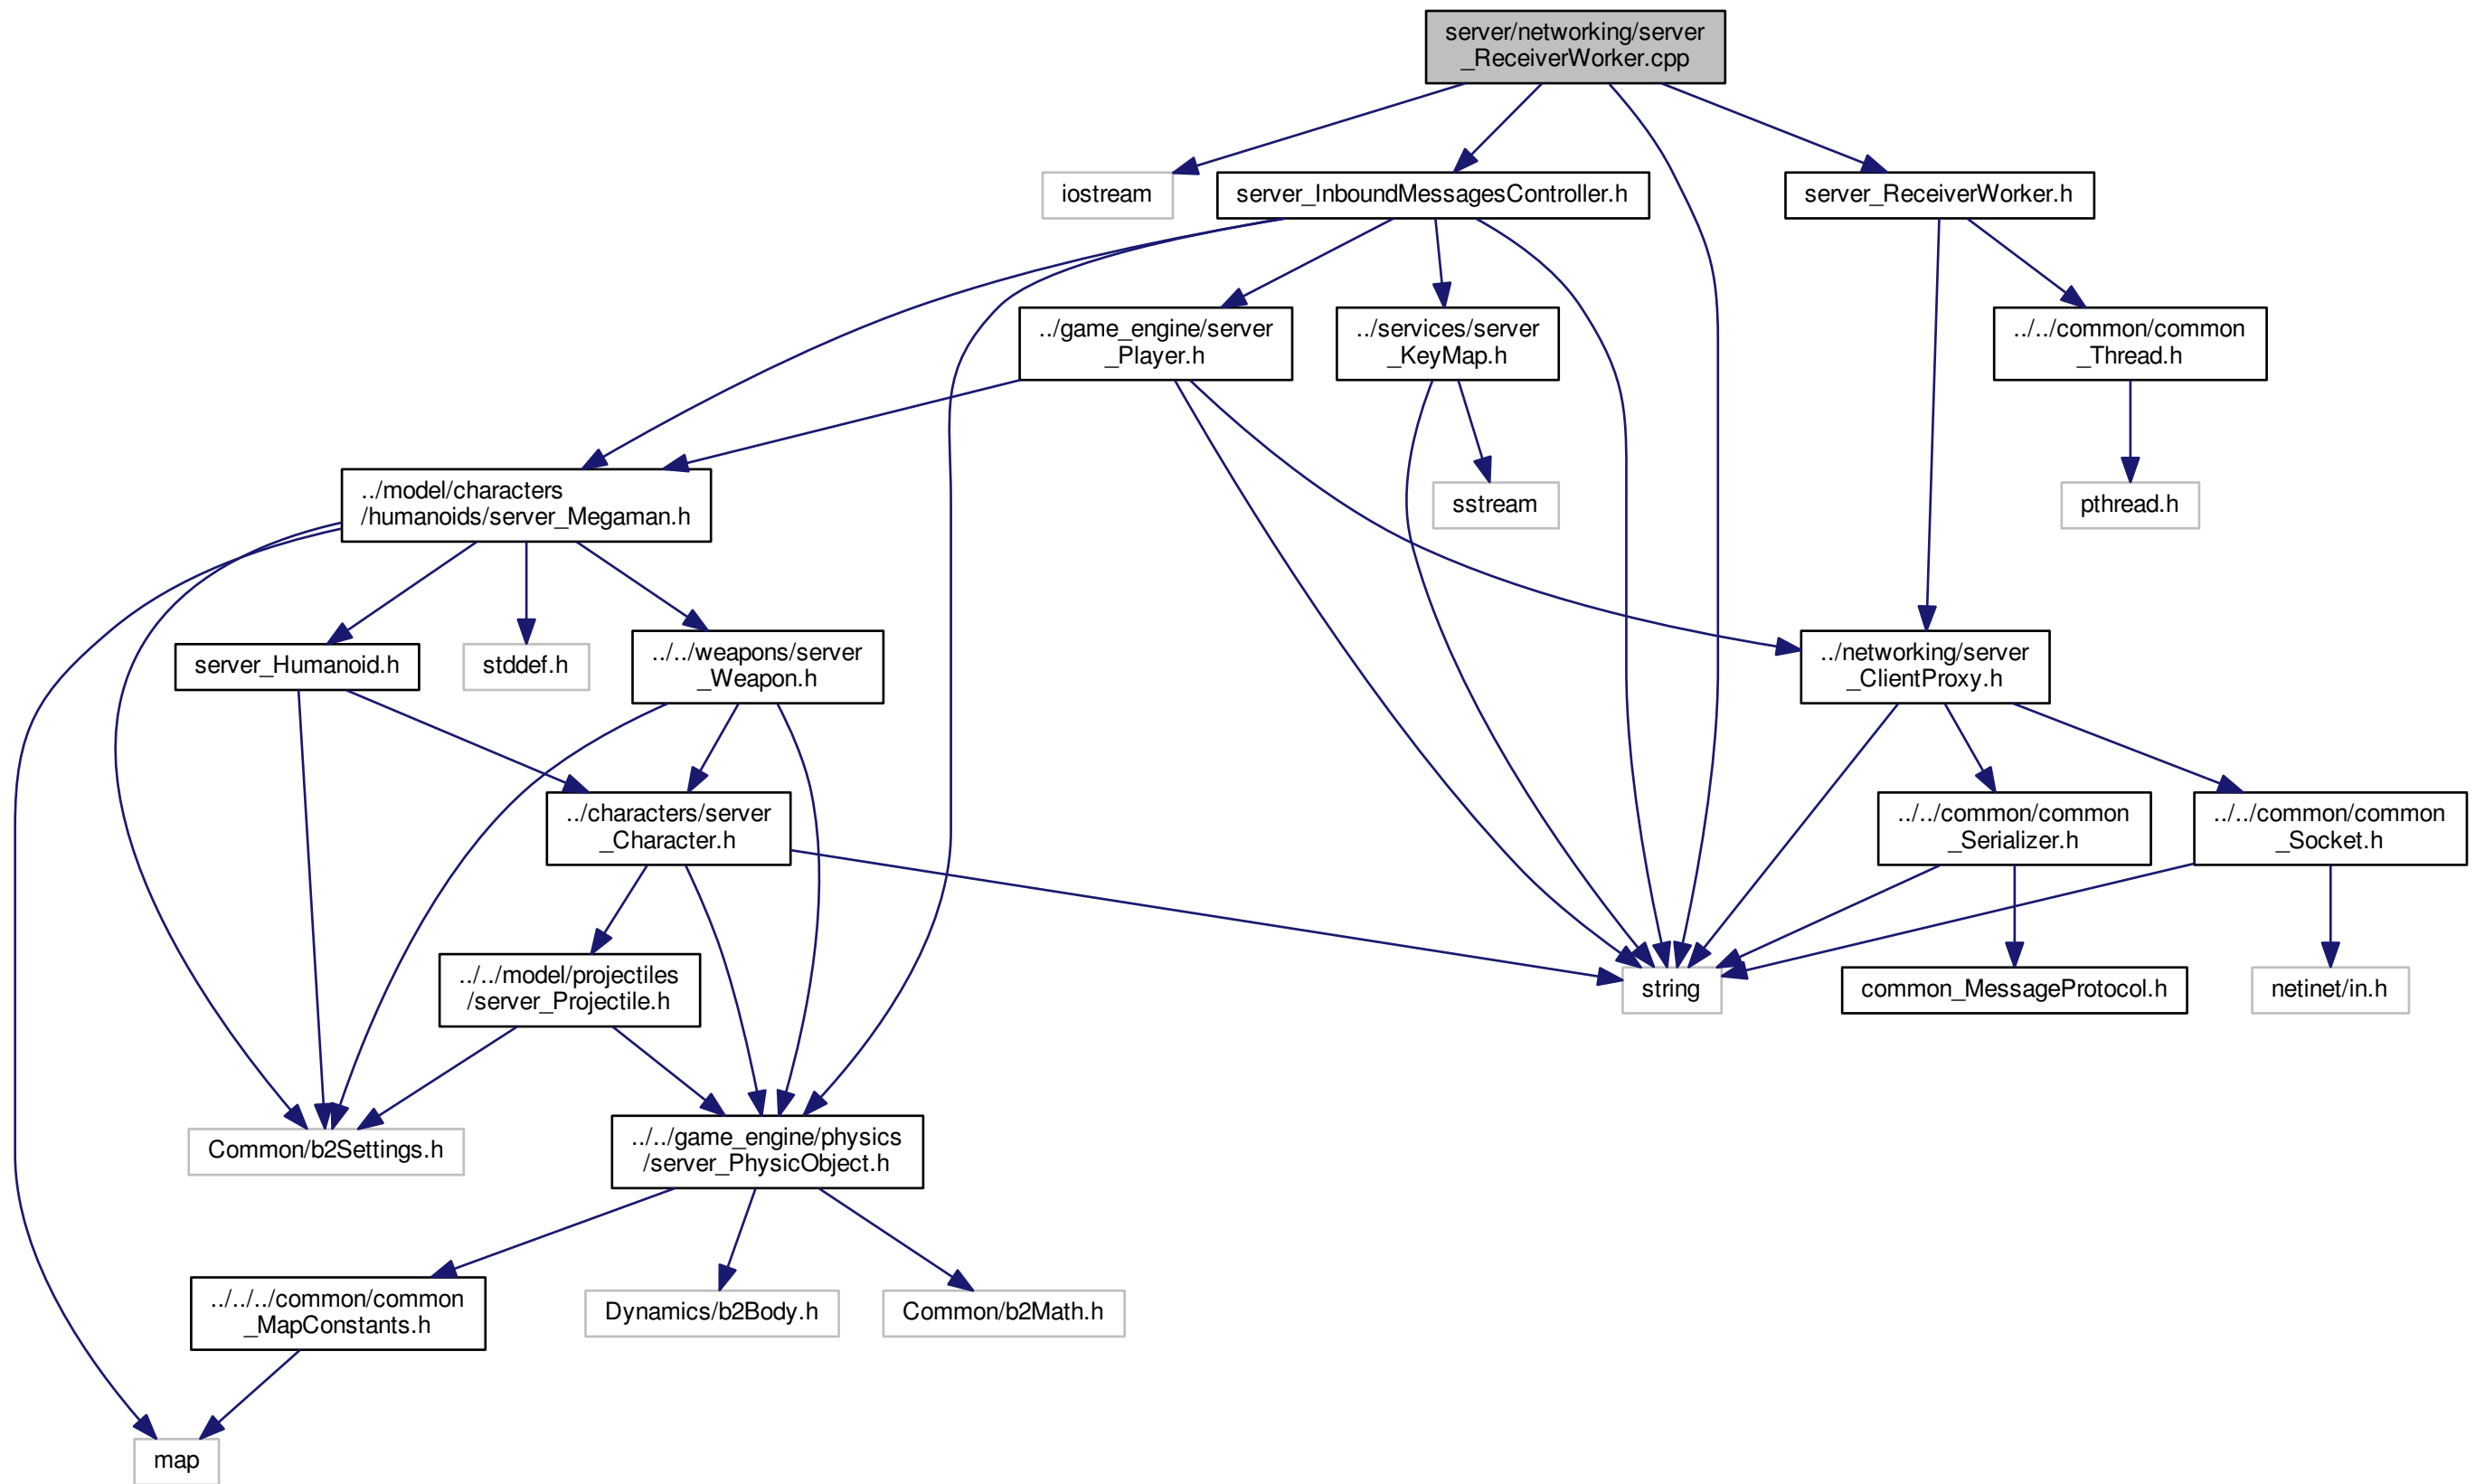 server/networking/server
_ReceiverWorker.cpp
iostream
server_InboundMessagesController.h
server_ReceiverWorker.h
../game_engine/server
_Player.h
../services/server
_KeyMap.h
../../common/common
_Thread.h
../model/characters
/humanoids/server_Megaman.h
sstream
pthread.h
server_Humanoid.h
stddef.h
../../weapons/server
_Weapon.h
../networking/server
_ClientProxy.h
../characters/server
_Character.h
../../common/common
_Serializer.h
../../common/common
_Socket.h
../../model/projectiles
/server_Projectile.h
string
common_MessageProtocol.h
netinet/in.h
Common/b2Settings.h
../../game_engine/physics
/server_PhysicObject.h
../../../common/common
_MapConstants.h
Dynamics/b2Body.h
Common/b2Math.h
map